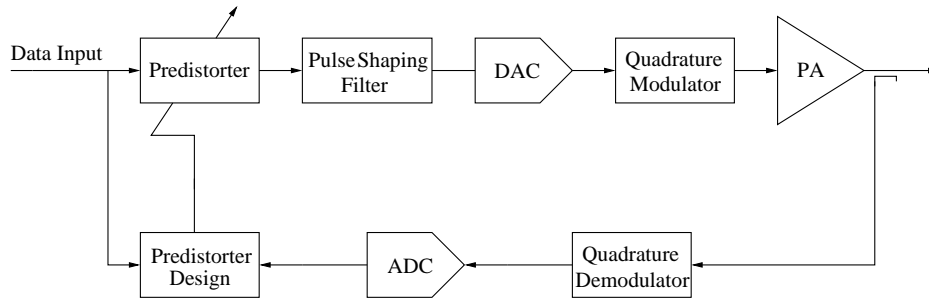 Data Input
Predistorter
Pulse Shaping
Filter
DAC
Quadrature
Modulator
PA
Predistorter
Design
ADC
Quadrature
Demodulator